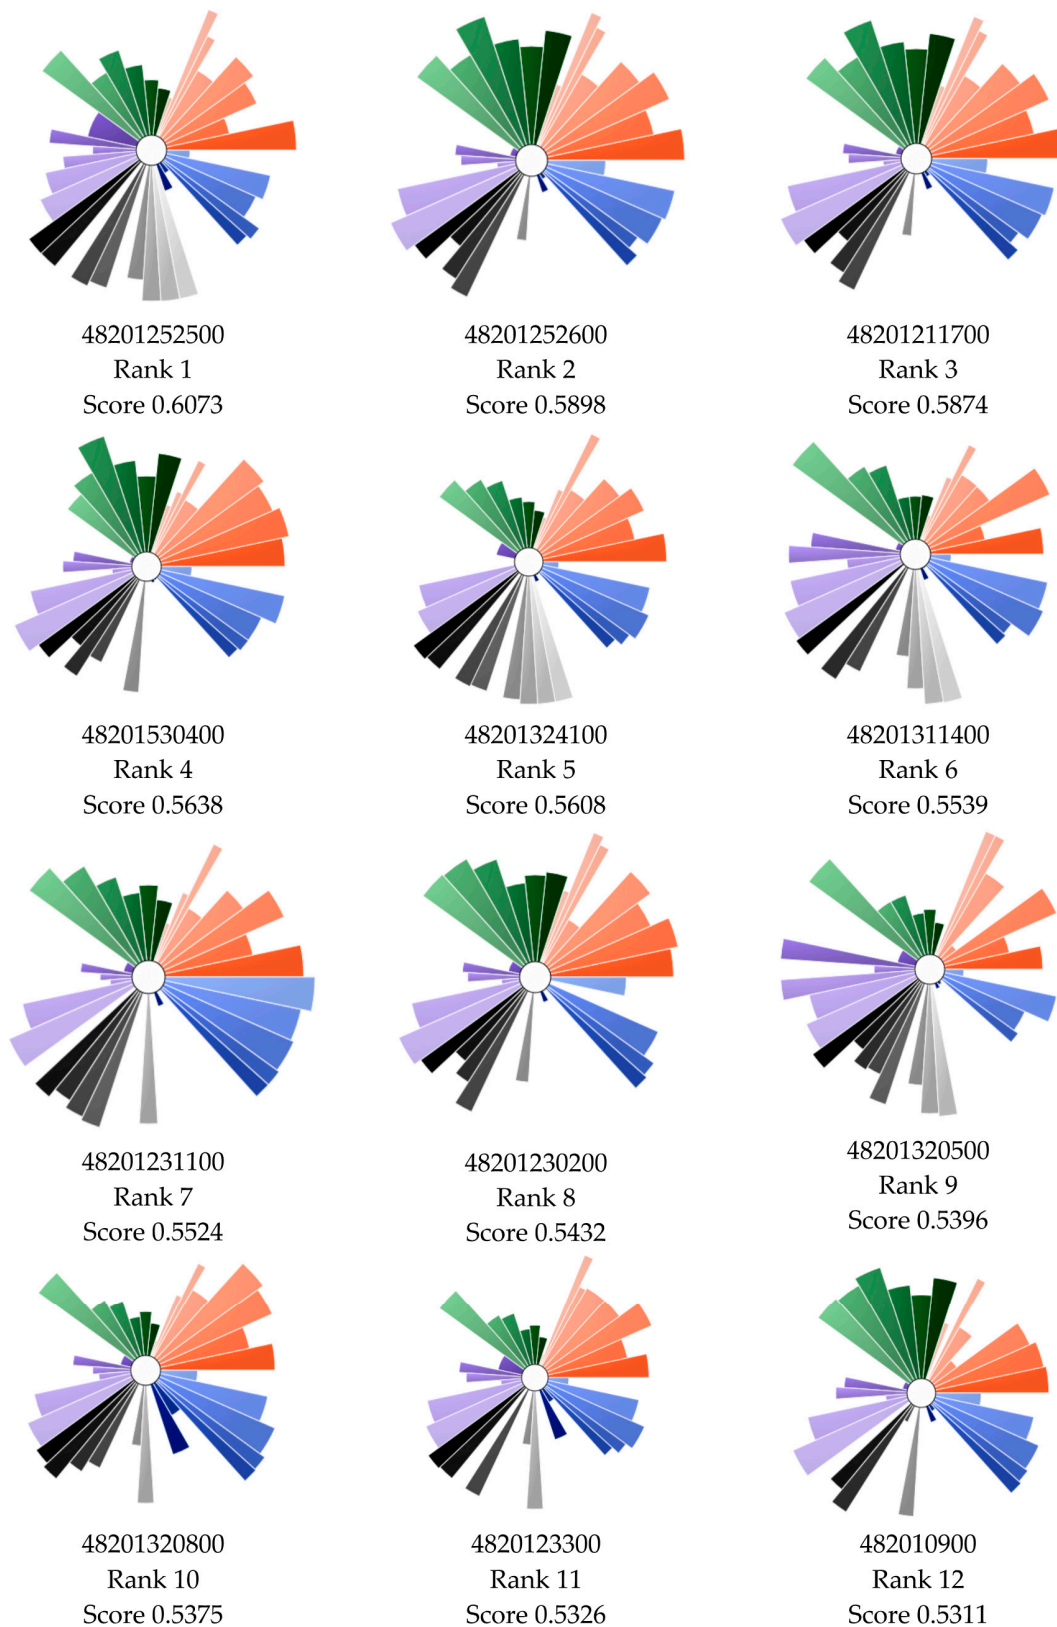 48201252500
Rank 1
Score 0.6073
48201252600
Rank 2
Score 0.5898
48201211700
Rank 3
Score 0.5874
48201530400
Rank 4
Score 0.5638
48201324100
Rank 5
Score 0.5608
48201311400
Rank 6
Score 0.5539
48201231100
Rank 7
Score 0.5524
48201230200
Rank 8
Score 0.5432
48201320500
Rank 9
Score 0.5396
48201320800
Rank 10
Score 0.5375
4820123300
Rank 11
Score 0.5326
482010900
Rank 12
Score 0.5311